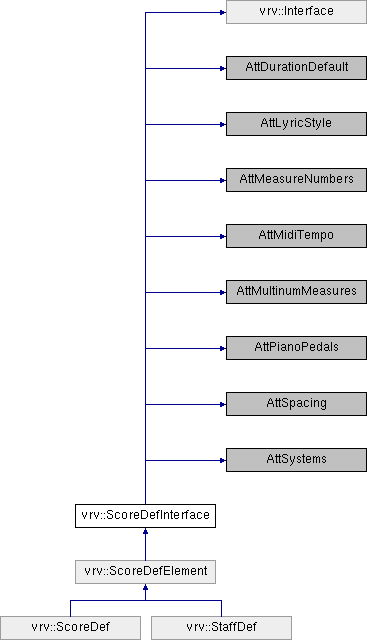 vrv::Interface
AttDurationDefault
AttLyricStyle
AttMeasureNumbers
AttMidiTempo
AttMultinumMeasures
AttPianoPedals
AttSpacing
AttSystems
vrv::ScoreDefInterface
vrv::ScoreDefElement
vrv::ScoreDef
vrv::StaffDef